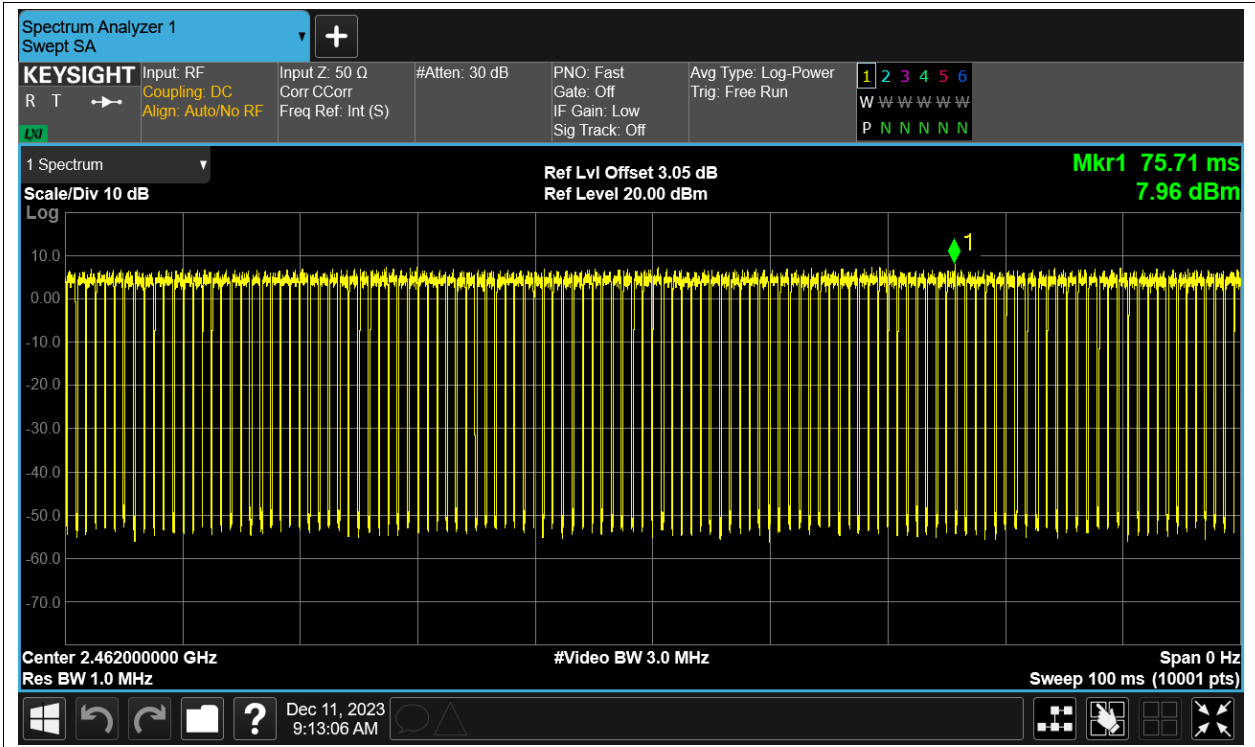 Spectrum Analyzer 1
Swept SA
KEYSIGHT
R T
LXI
Input: RF
Coupling: DC
Align: Auto/No RF
Input Z: 50 Ω
Corr CCorr
Freq Ref: Int (S)
#Atten: 30 dB
PNO: Fast
Gate: Off
IF Gain: Low
Sig Track: Off
Avg Type: Log-Power
Trig: Free Run
1 2 3 4 5 6
W W W W W W
P N N N N N
1 Spectrum
Scale/Div 10 dB
Ref Lvl Offset 3.05 dB
Ref Level 20.00 dBm
Mkr1 75.71 ms
7.96 dBm
Log
1
10.0
0.00
-10.0
-20.0
-30.0
-40.0
-50.0
-60.0
-70.0
Center 2.462000000 GHz
#Video BW 3.0 MHz
Span 0 Hz
Res BW 1.0 MHz
Sweep 100 ms (10001 pts)
?
Dec 11, 2023
9:13:06 AM